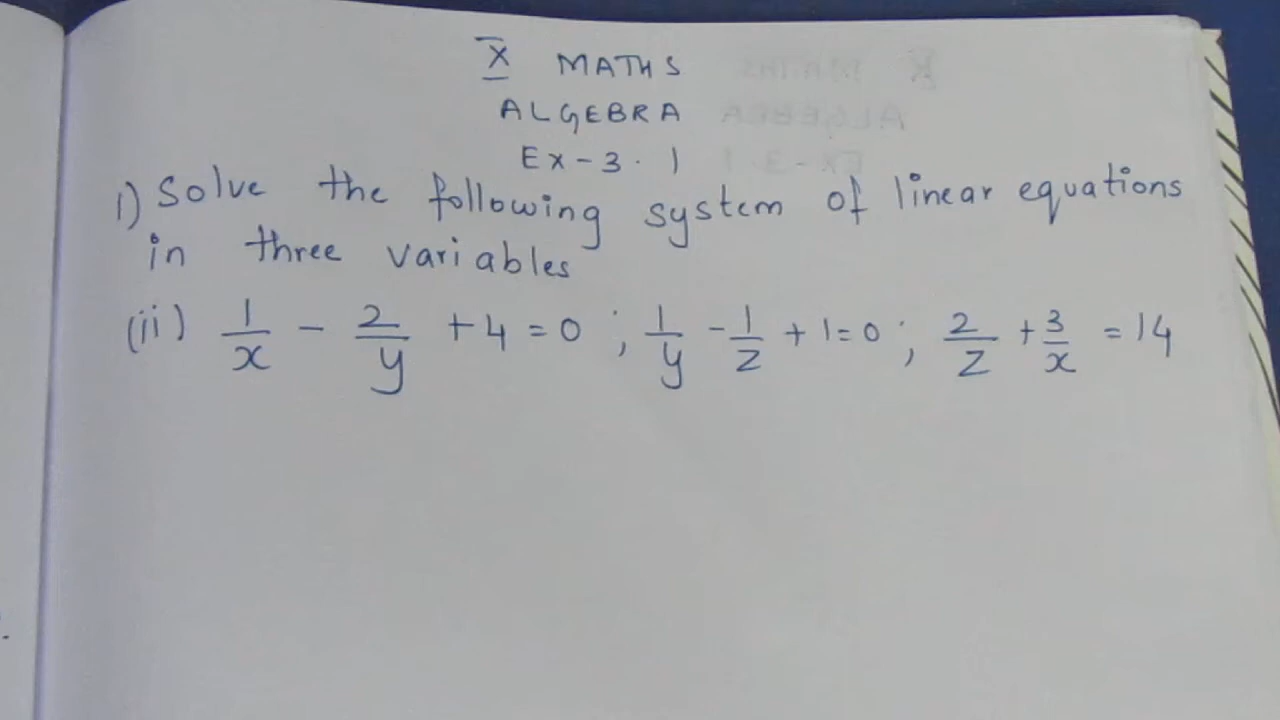 X MATHS
ALGEBRA
Ex-3.1
1) Solve the following system of linear equations
in three variables
(ii) 1/x - 2/y + 4 = 0 ; 1/y - 1/z + 1 = 0 ; 2/z + 3/x = 14